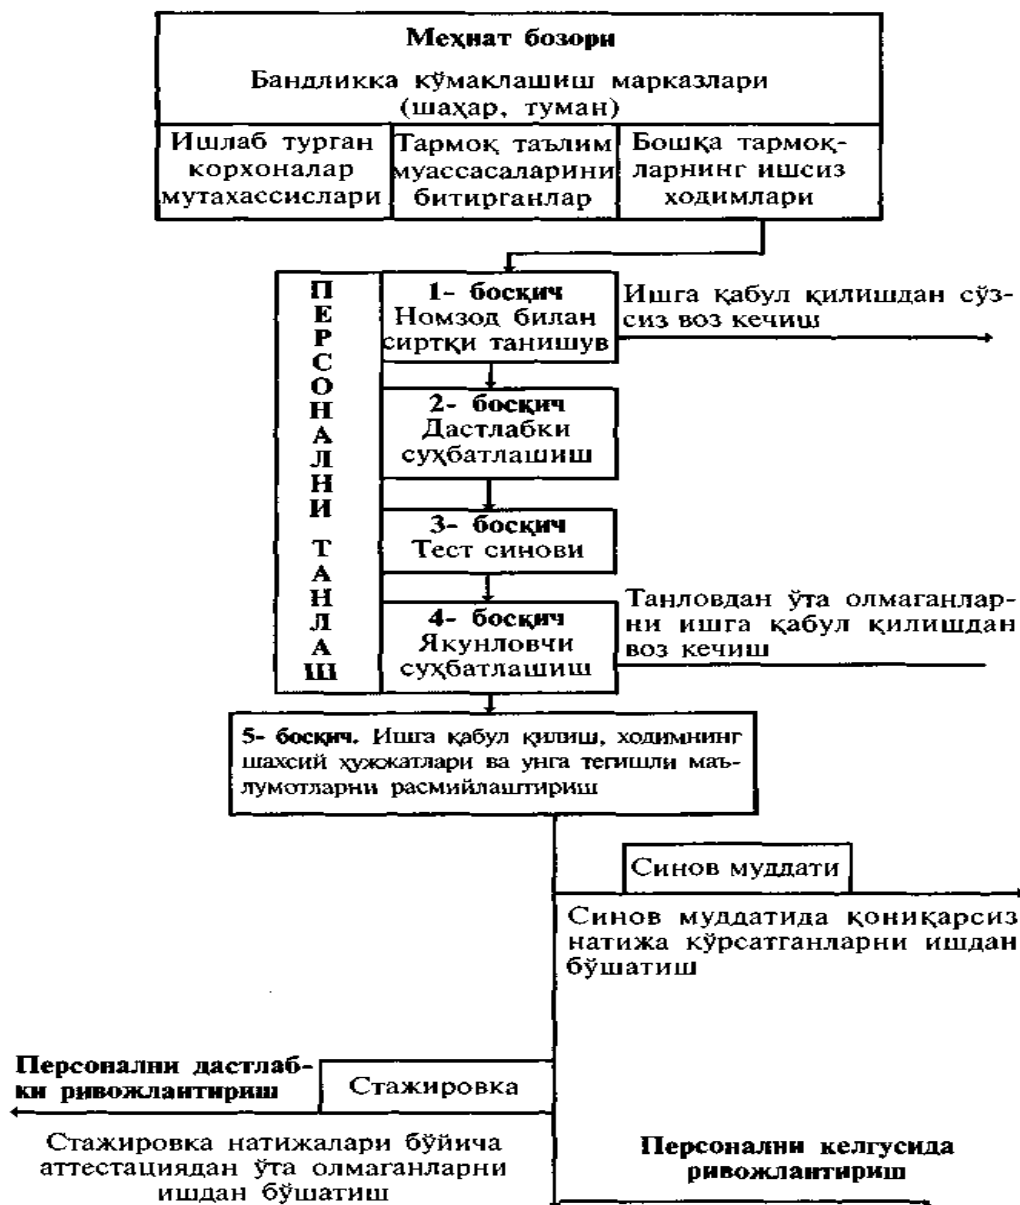 Меҳнат бозори
Бандликка кўмаклашиш марказлари
(шаҳар, туман)
Ишлаб турган
корхоналар
мутахассислари
Тармоқ таълим
муассасаларини
битирганлар
Бошқа тармоқ-
ларнинг ишсиз
ходимлари
ПЕРСОНАЛНИ ТАНЛАШ
1- босқич
Номзод билан
сиртқи танишув
Ишга қабул қилишдан сўз-
сиз воз кечиш
2- босқич
Дастлабки
суҳбатлашиш
3- босқич
Тест синови
4- босқич
Якунловчи
суҳбатлашиш
Танловдан ўта олмаганлар-
ни ишга қабул қилишдан
воз кечиш
5- босқич. Ишга қабул қилиш, ходимнинг
шахсий ҳужжатлари ва унга тегишли маъ-
лумотларни расмийлаштириш
Синов муддати
Синов муддатида қониқарсиз
натижа кўрсатганларни ишдан
бўшатиш
Персонални дастлаб-
ки ривожлантириш
Стажировка
Стажировка натижалари бўйича
аттестациядан ўта олмаганларни
ишдан бўшатиш
Персонални келгусида
ривожлантириш